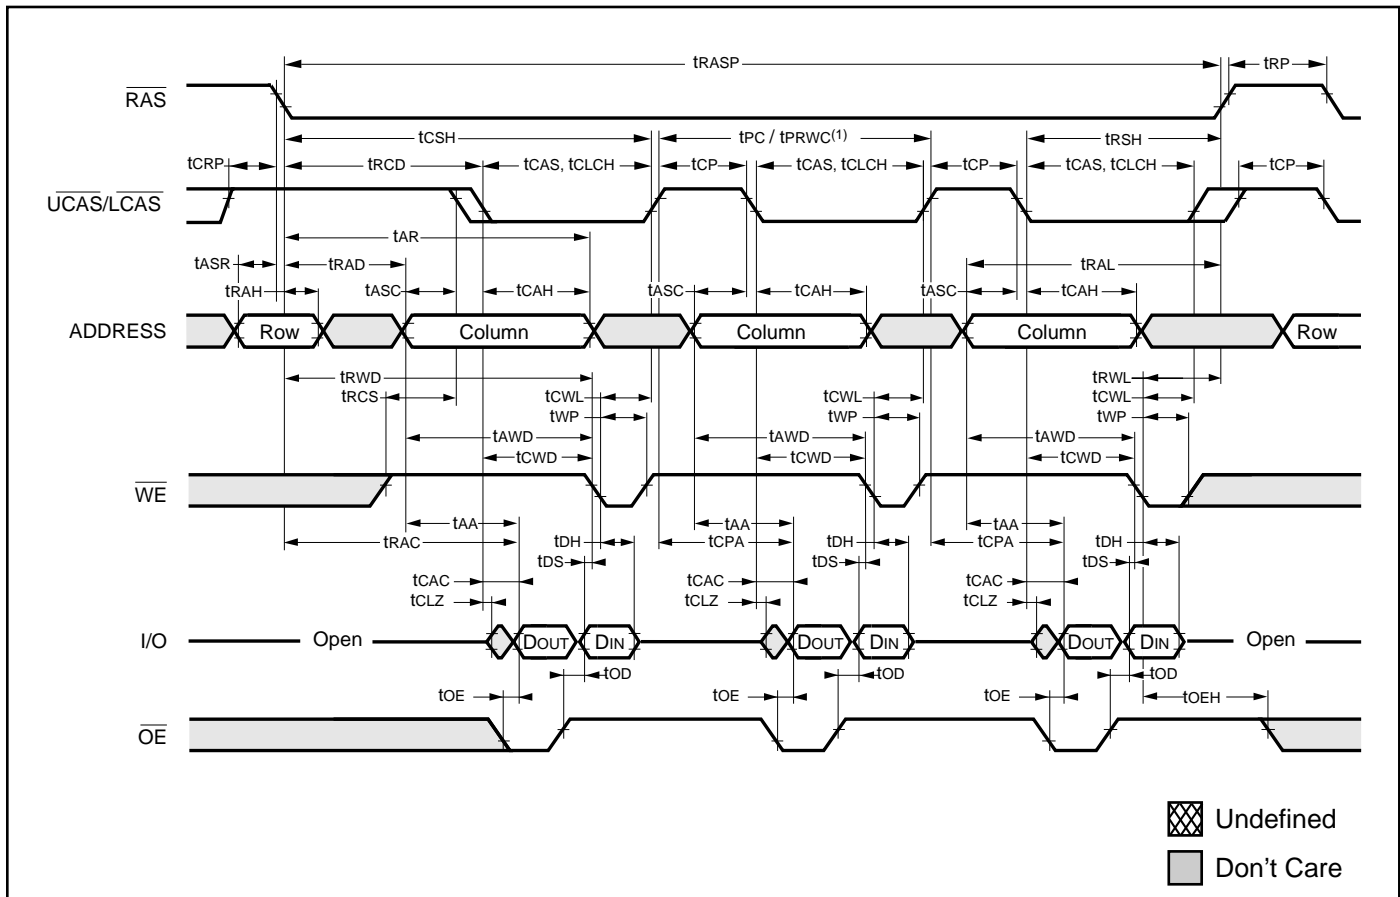 tRASP tRP
RAS
tCSH tPC / tPRWC(1) tRSH
tCRP tRCD tCAS, tCLCH tCP tCAS, tCLCH tCP tCAS, tCLCH tCP
UCAS/LCAS
tAR
tASR tRAD tRAL
tRAH tASC tCAH tASC tCAH tASC tCAH
ADDRESS Row Column Column Column Row
tRWD tRWL
tRCS tCWL tCWL tCWL
tWP tWP tWP
tAWD tAWD tAWD
tCWD tCWD tCWD
WE
tAA tAA tAA
tRAC tDH tCPA tDH tCPA tDH
tDS tDS tDS
tCAC tCAC tCAC
tCLZ tCLZ tCLZ
I/O Open DOUT DIN DOUT DIN DOUT DIN Open
tOD tOD tOD
tOE tOE tOE tOEH
OE
Undefined
Don't Care